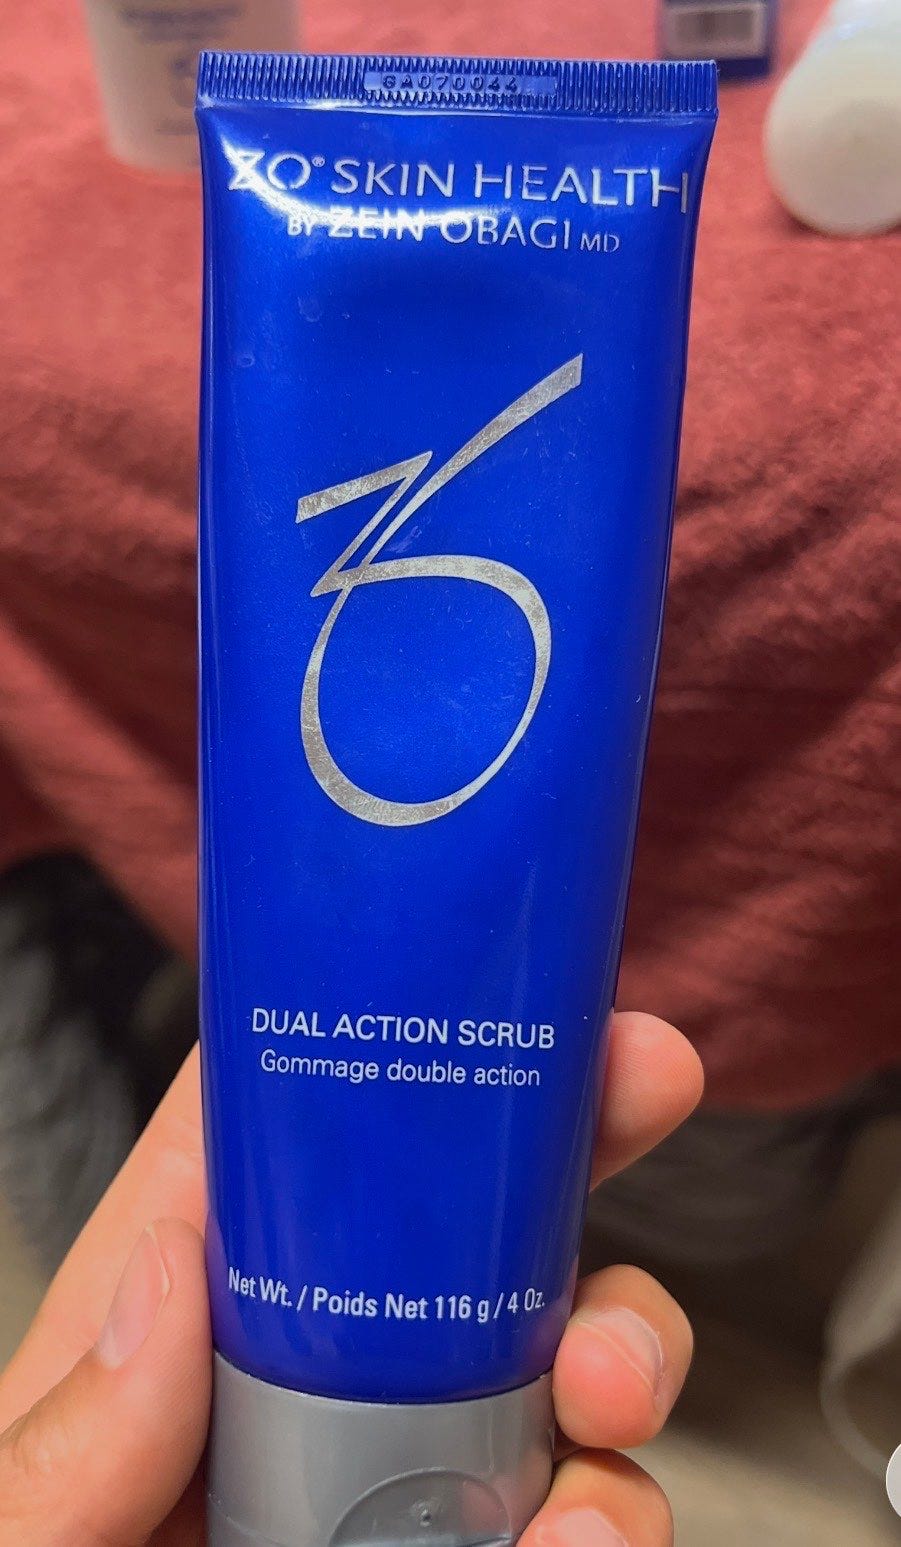 GA070044
ZO® SKIN HEALTH
BY ZEIN OBAGI MD
DUAL ACTION SCRUB
Gommage double action
Net Wt. / Poids Net 116 g / 4 Oz.